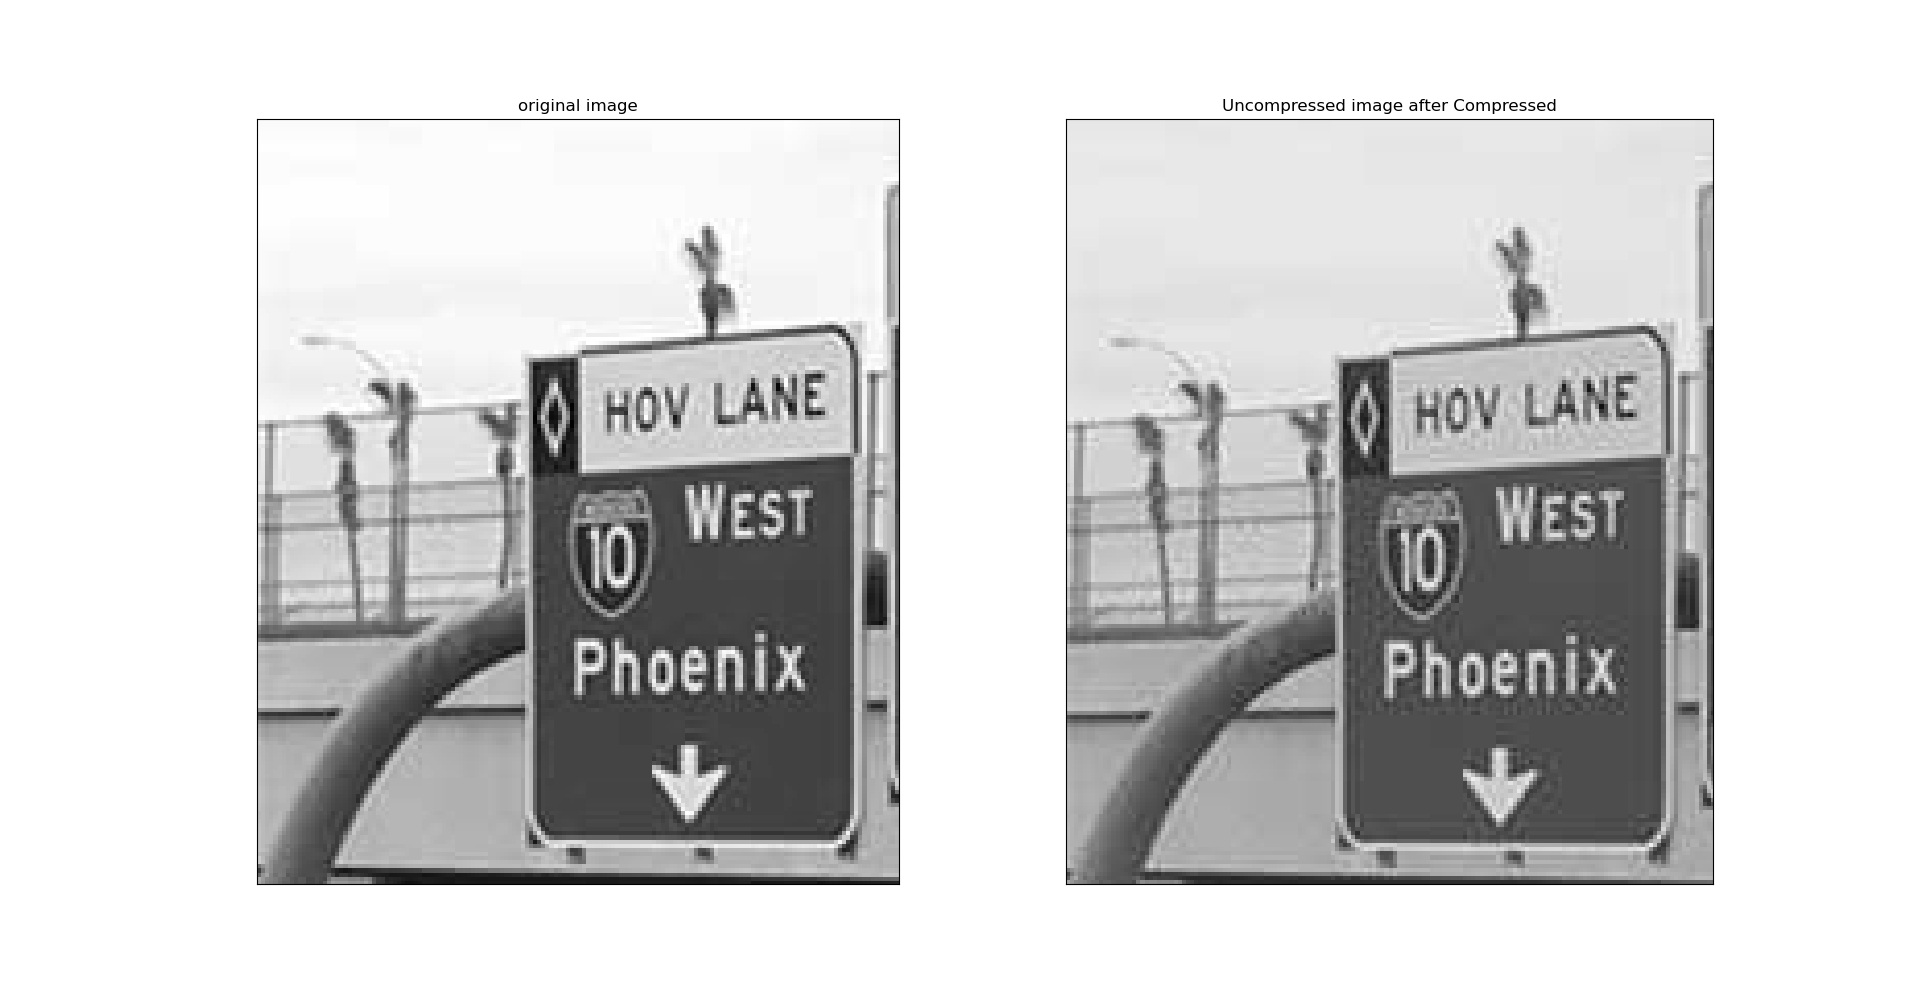 original image
HOV LANE
WEST
10
Phoenix
Uncompressed image after Compressed
HOV LANE
WEST
10
Phoenix